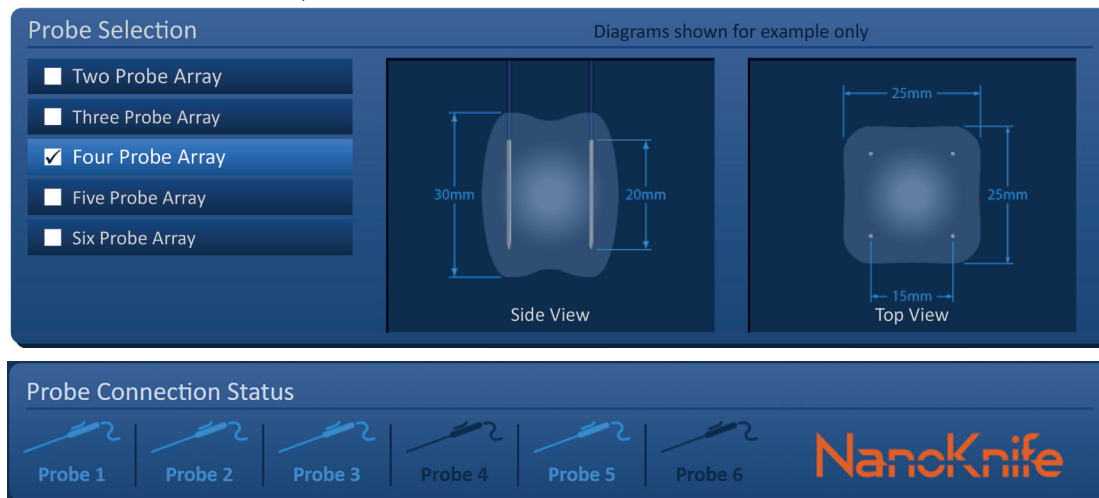 Probe Selection
Diagrams shown for example only
Two Probe Array
Three Probe Array
Four Probe Array
Five Probe Array
Six Probe Array
30mm
20mm
Side View
25mm
25mm
15mm
Top View
Probe Connection Status
Probe 1
Probe 2
Probe 3
Probe 4
Probe 5
Probe 6
NanoKnife